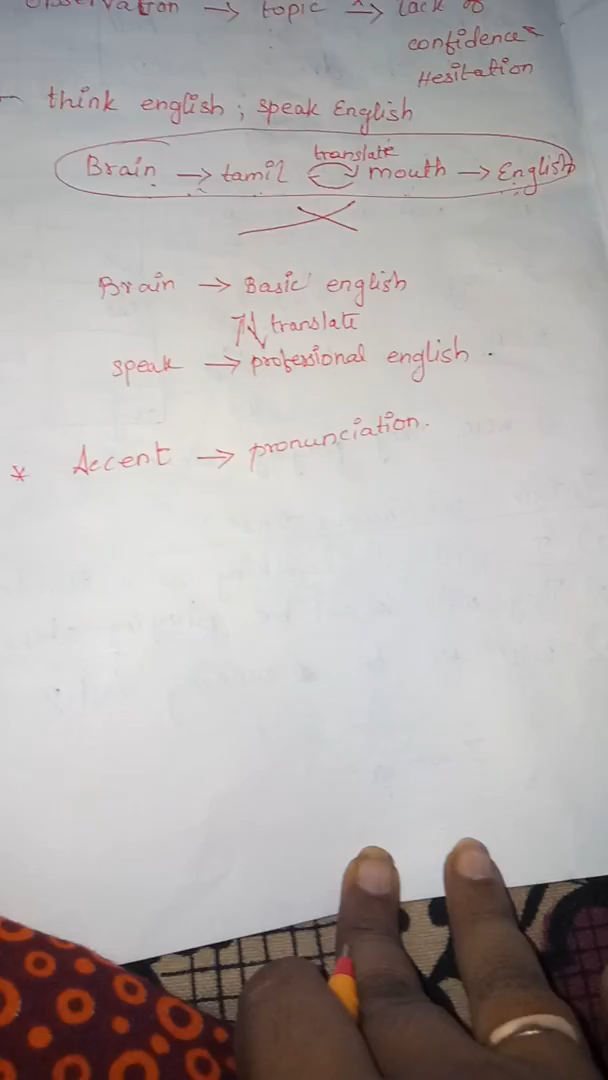 Observation → topic → Lack of
confidence
Hesitation
— think english ; speak English
translate
Brain → tamil mouth → English
Brain → Basic english
translate
speak → professional english .
* Accent → pronunciation.